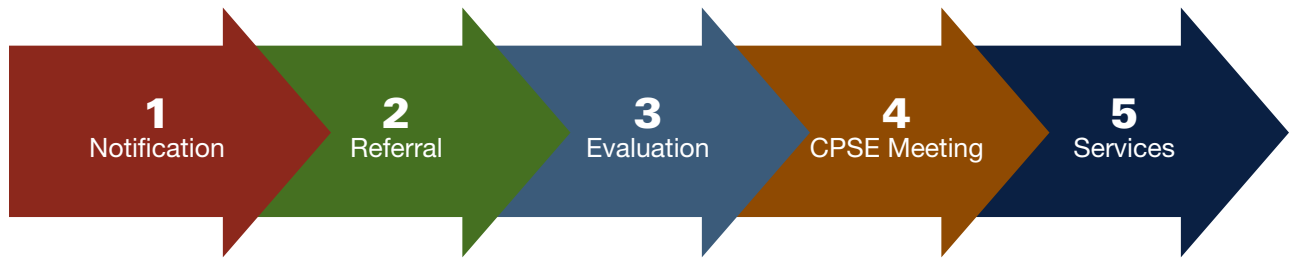 1
Notification
2
Referral
3
Evaluation
4
CPSE Meeting
5
Services